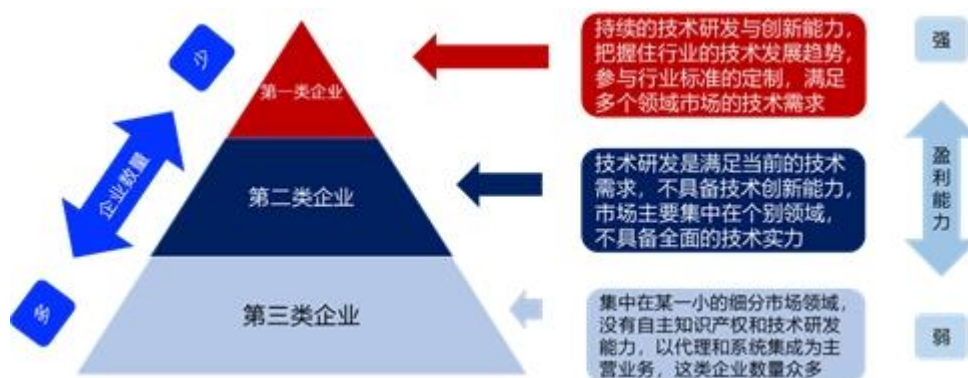 少
企业数量
多
第一类企业
第二类企业
第三类企业
持续的技术研发与创新能力，
把握住行业的技术发展趋势，
参与行业标准的定制，满足
多个领域市场的技术需求
技术研发是满足当前的技术
需求，不具备技术创新能力，
市场主要集中在个别领域，
不具备全面的技术实力
集中在某一小的细分市场领域，
没有自主知识产权和技术研发
能力，以代理和系统集成为主
营业务，这类企业数量众多
强
盈利能力
弱